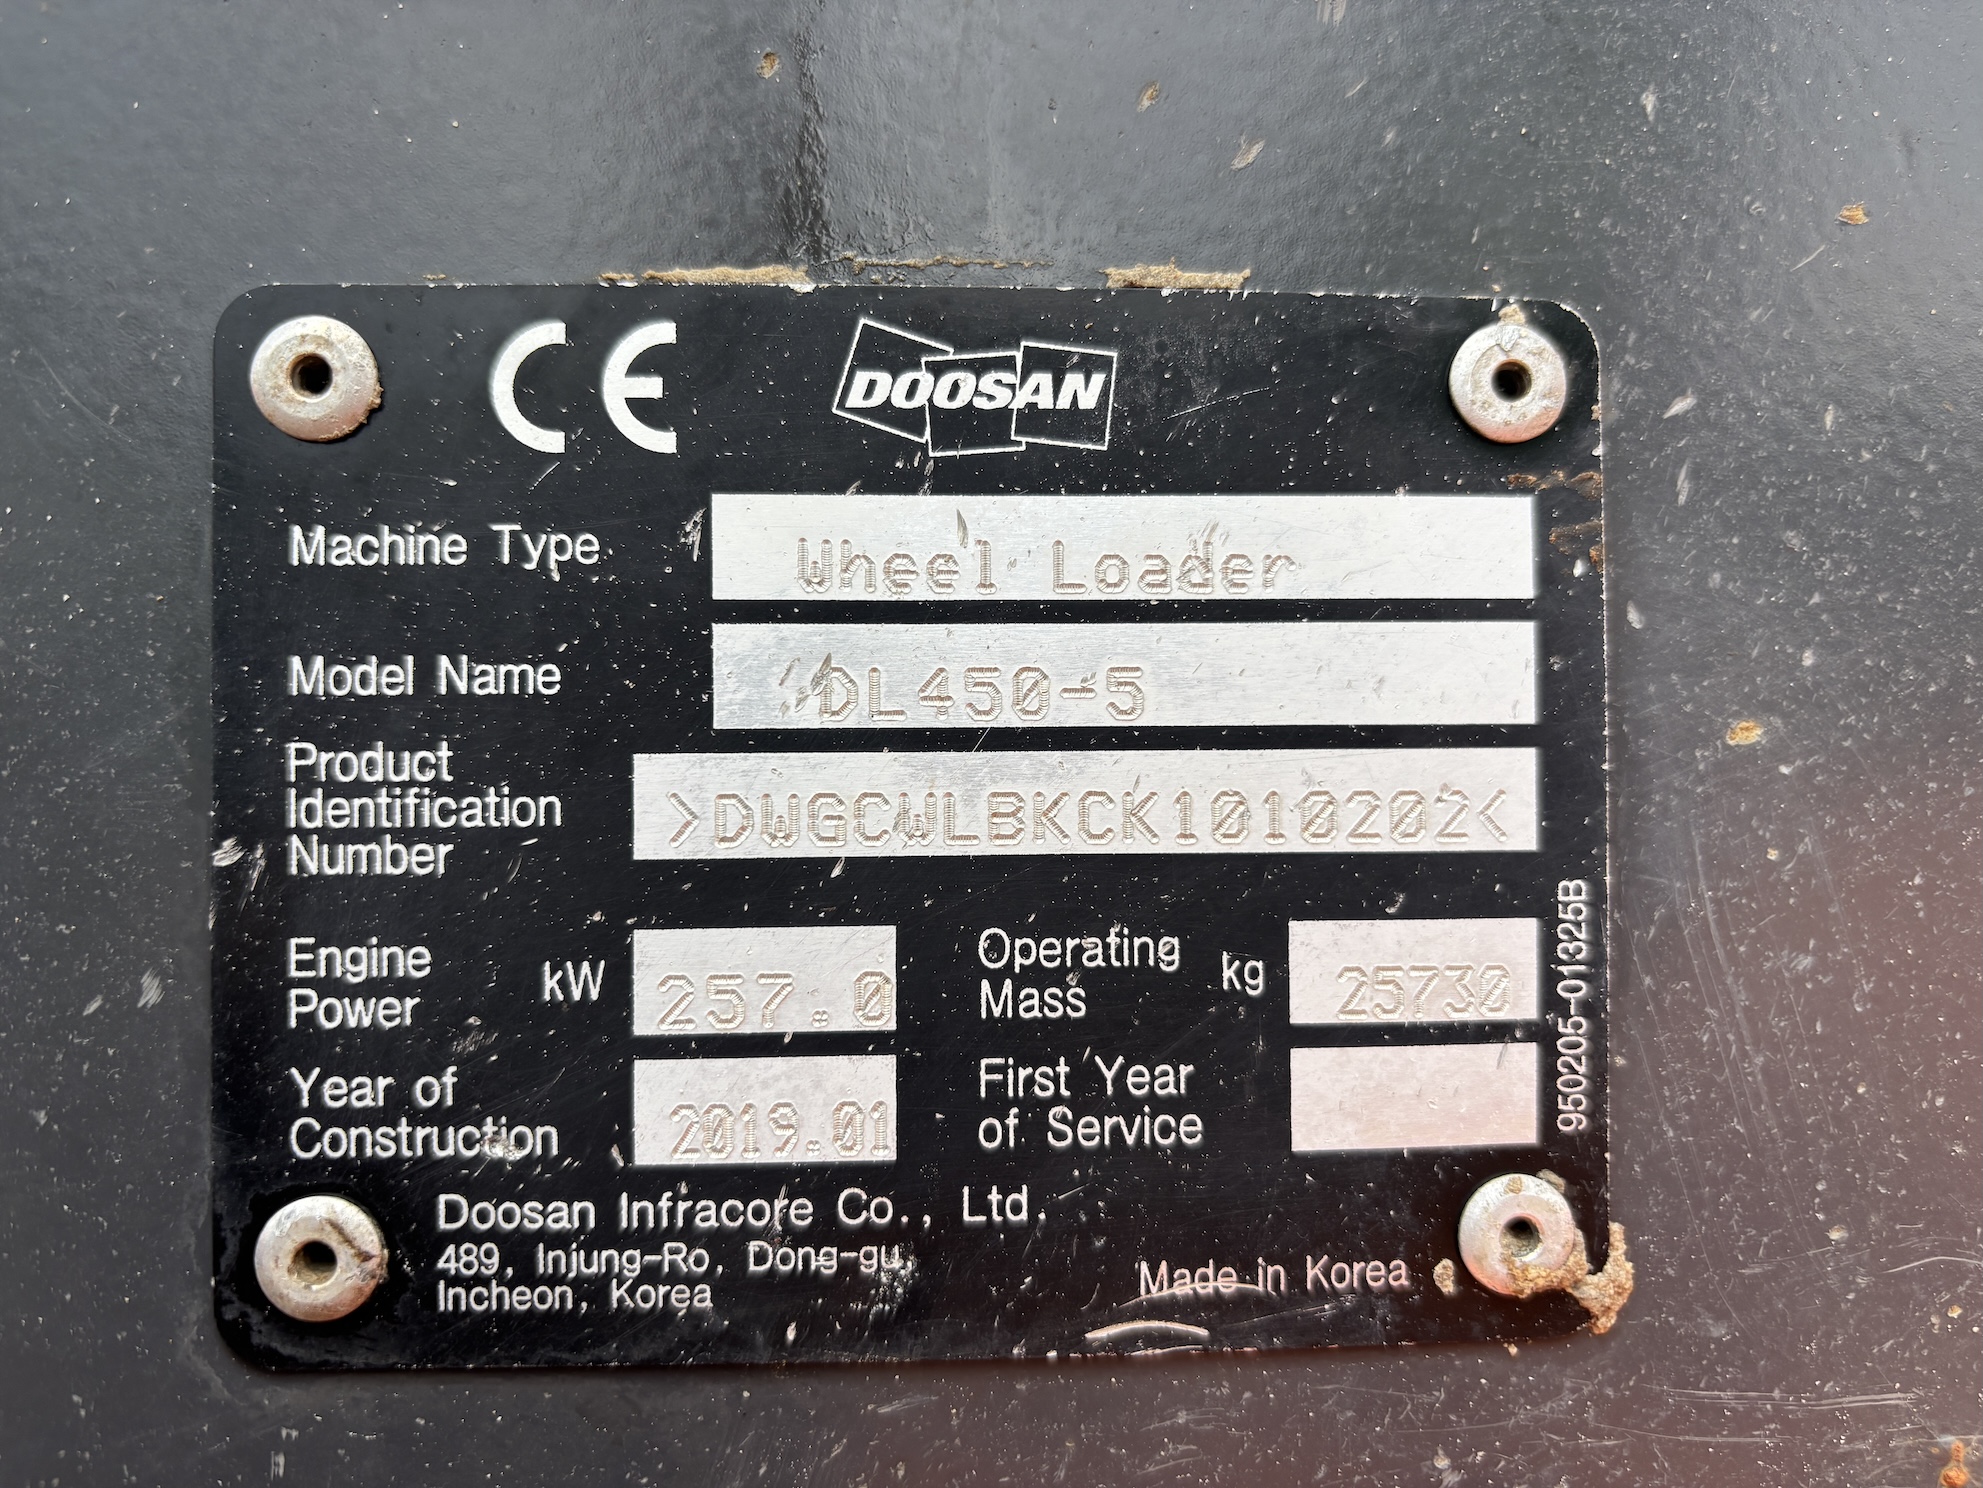 CE DOOSAN
Machine Type Wheel Loader
Model Name DL450-5
Product
Identification
Number >DWGCWLBKCK1010202<
Engine
Power kW 257.0
Operating
Mass kg 25730
Year of
Construction 2019.01
First Year
of Service
950205-01325B
Doosan Infracore Co., Ltd.
489, Injung-Ro, Dong-gu,
Incheon, Korea
Made in Korea